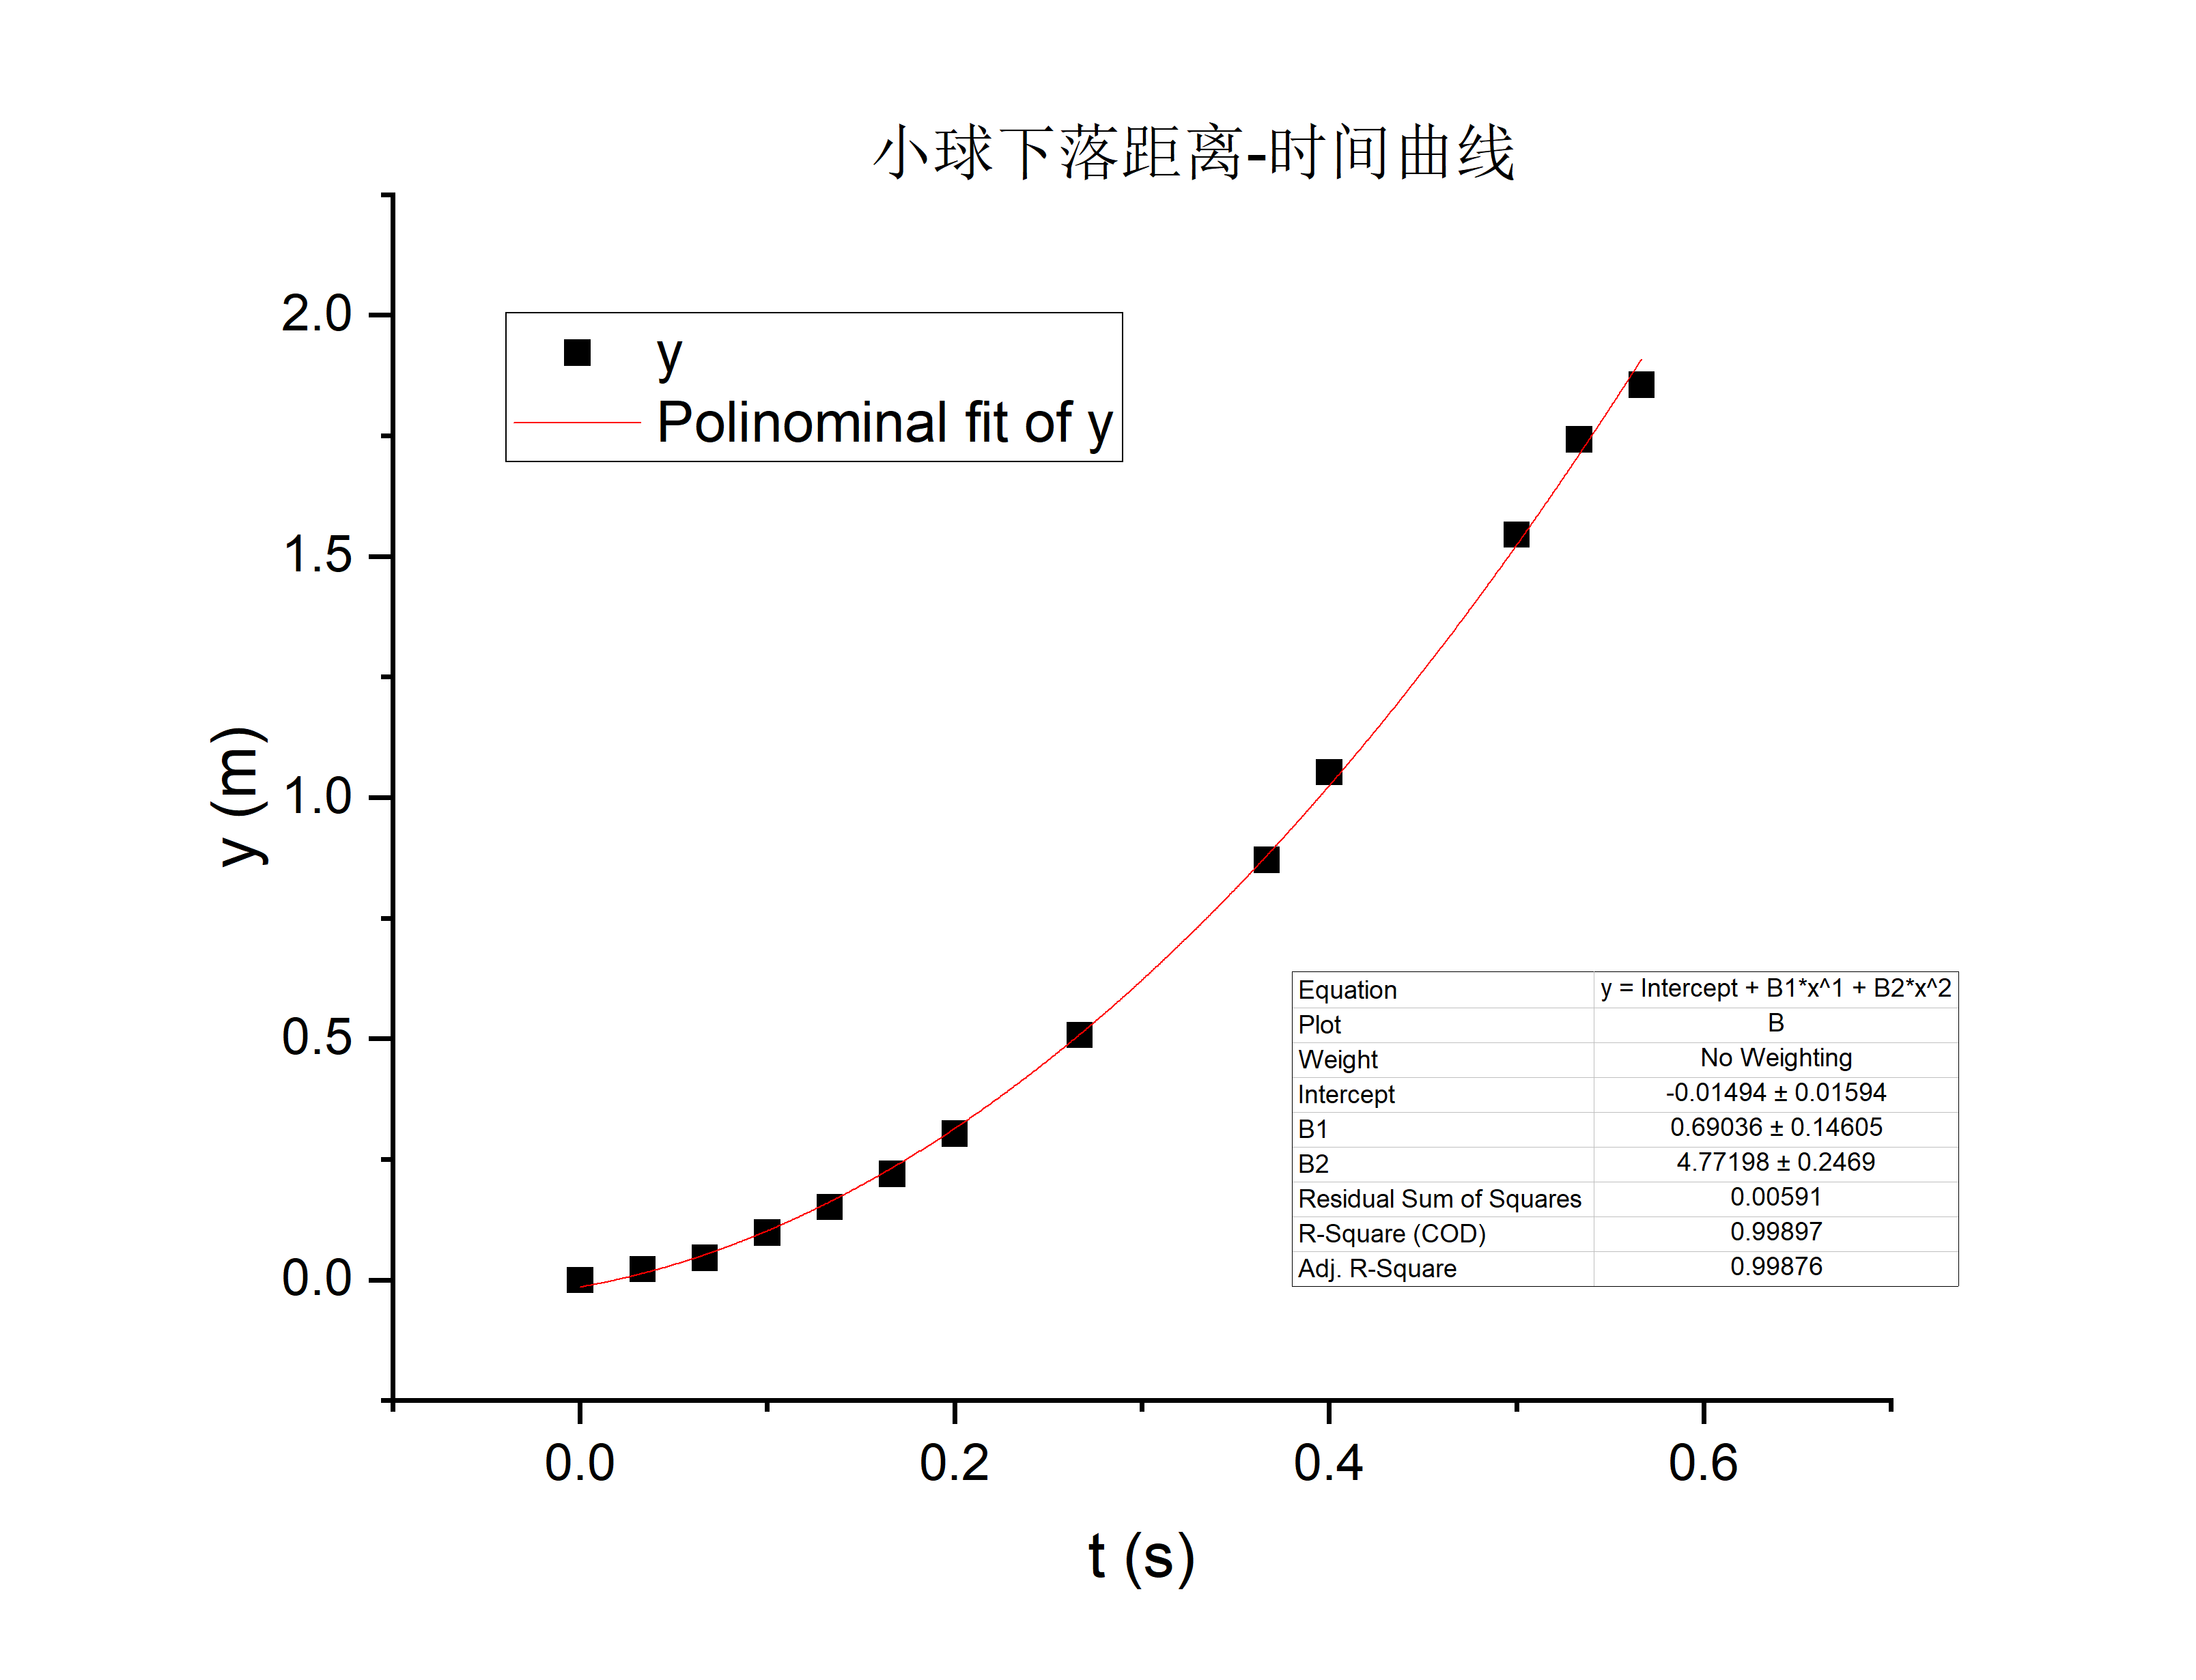 小球下落距离-时间曲线
y
Polinominal fit of y
2.0
1.5
1.0
0.5
0.0
y (m)
Equation y = Intercept + B1*x^1 + B2*x^2
Plot B
Weight No Weighting
Intercept -0.01494 ± 0.01594
B1 0.69036 ± 0.14605
B2 4.77198 ± 0.2469
Residual Sum of Squares 0.00591
R-Square (COD) 0.99897
Adj. R-Square 0.99876
0.0 0.2 0.4 0.6
t (s)